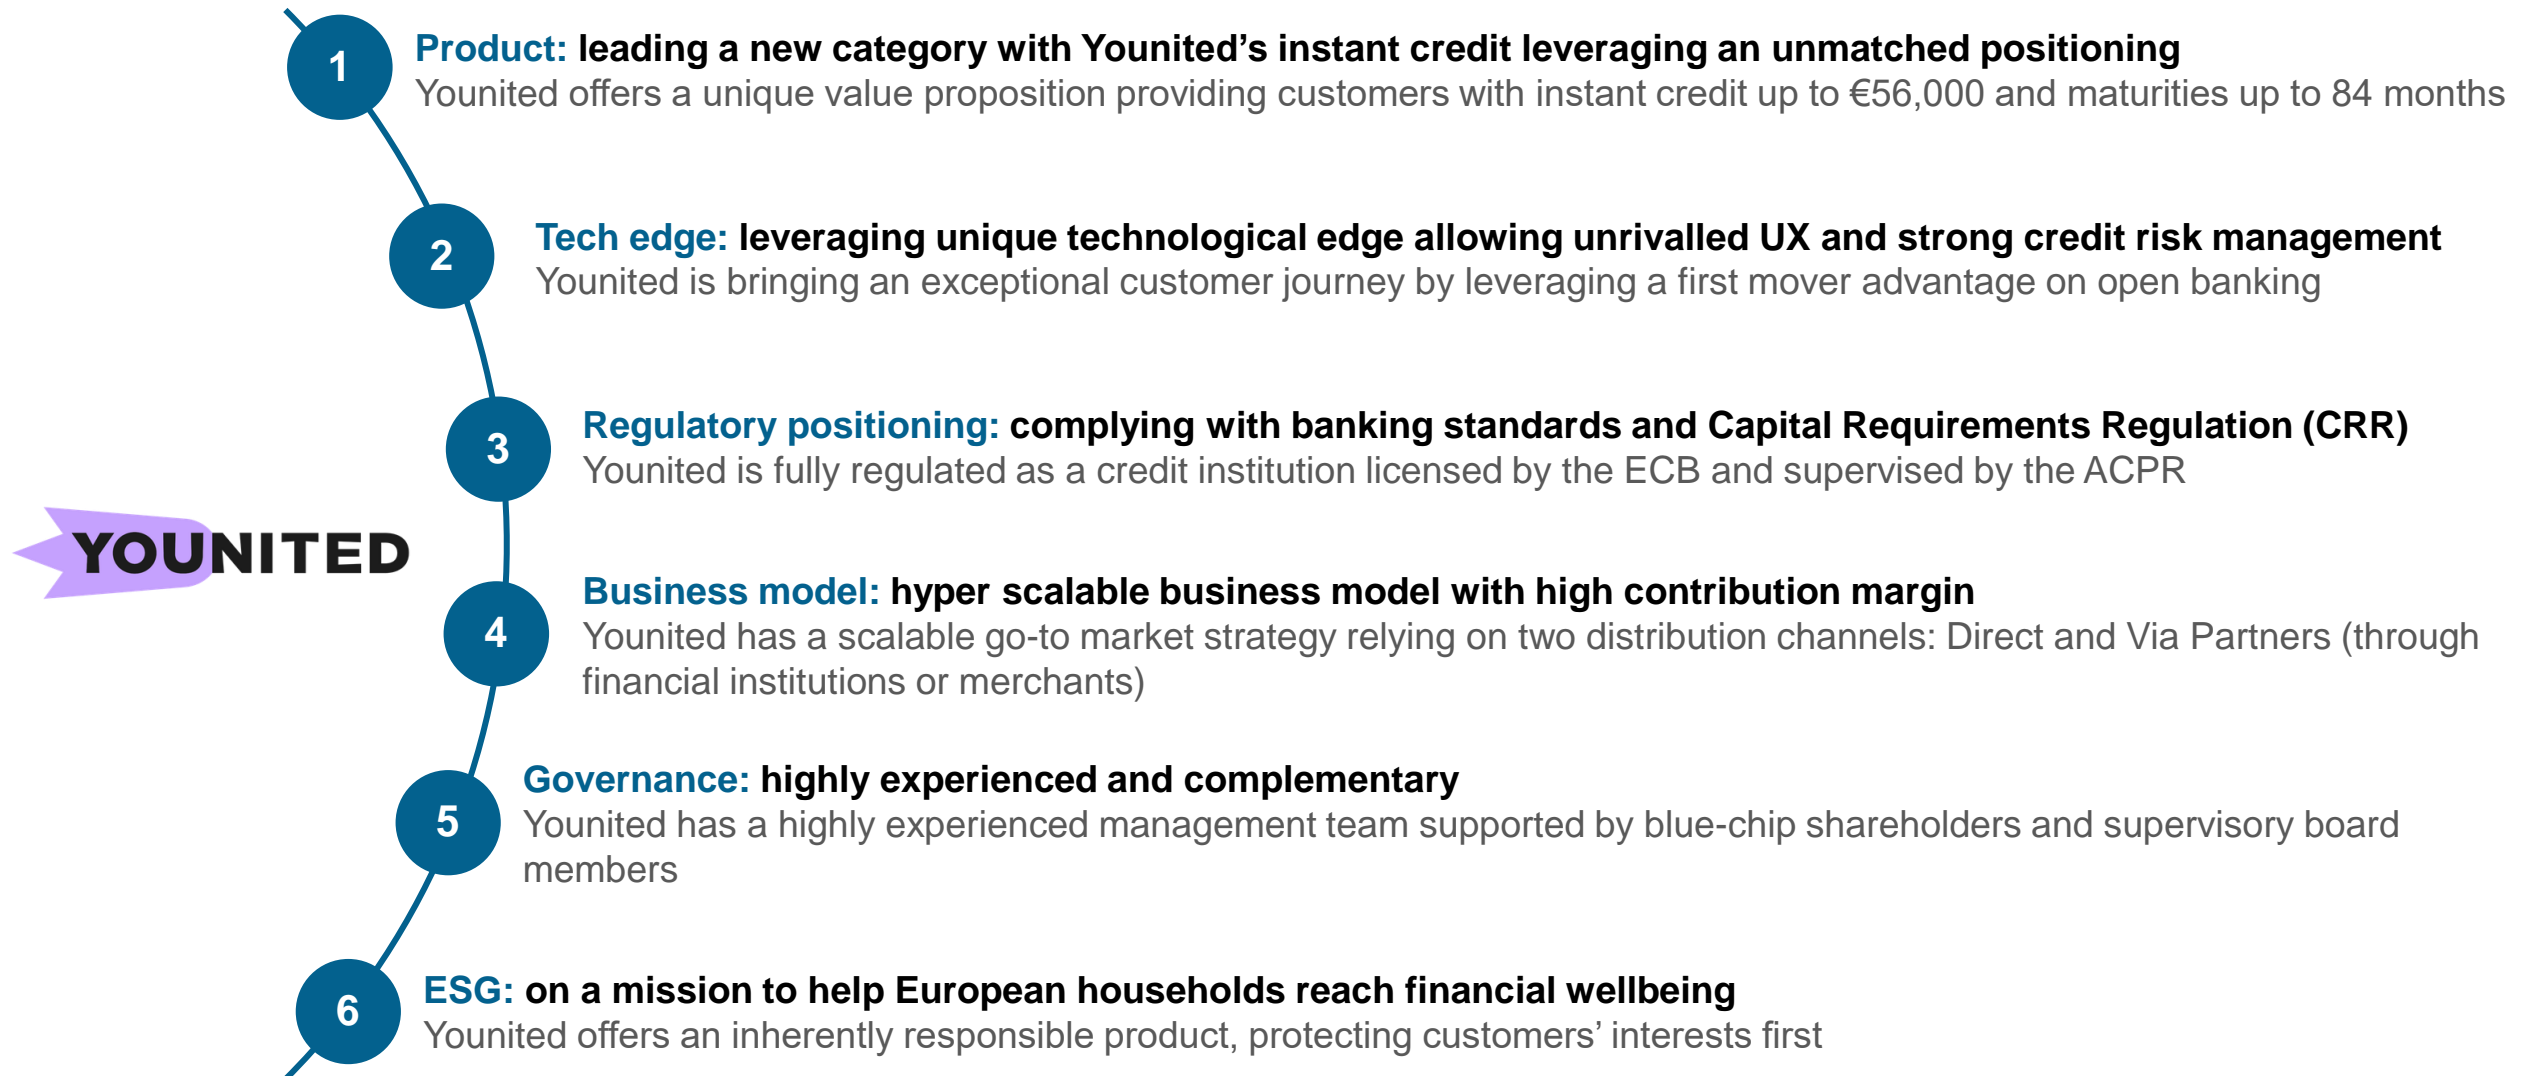 1
Product: leading a new category with Younited’s instant credit leveraging an unmatched positioning
Younited offers a unique value proposition providing customers with instant credit up to €56,000 and maturities up to 84 months
2
Tech edge: leveraging unique technological edge allowing unrivalled UX and strong credit risk management
Younited is bringing an exceptional customer journey by leveraging a first mover advantage on open banking
3
Regulatory positioning: complying with banking standards and Capital Requirements Regulation (CRR)
Younited is fully regulated as a credit institution licensed by the ECB and supervised by the ACPR
YOUNITED
4
Business model: hyper scalable business model with high contribution margin
Younited has a scalable go-to market strategy relying on two distribution channels: Direct and Via Partners (through
financial institutions or merchants)
5
Governance: highly experienced and complementary
Younited has a highly experienced management team supported by blue-chip shareholders and supervisory board
members
6
ESG: on a mission to help European households reach financial wellbeing
Younited offers an inherently responsible product, protecting customers’ interests first